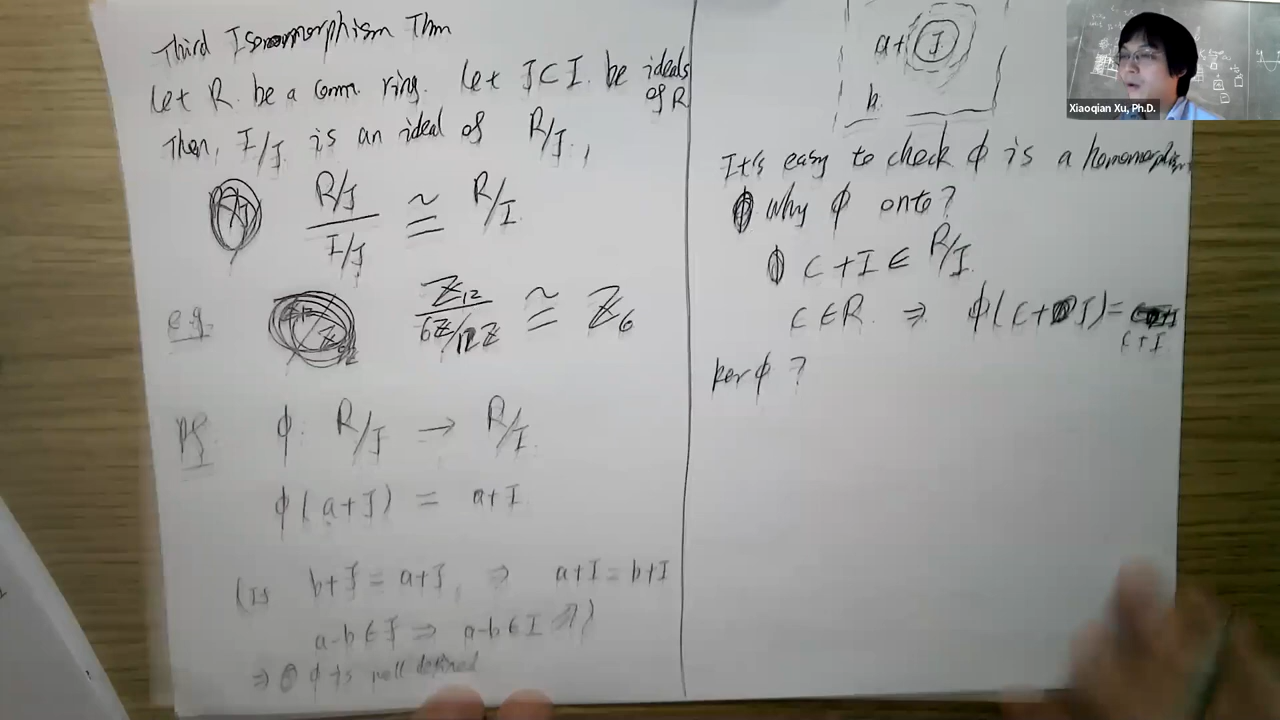 Third Isomorphism Thm
Let R. be a comm. ring. Let J⊂I. be ideals of R
Then, I/J is an ideal of R/J.,
R/J / I/J ≅ R/I
e.g. Z12 / 6Z/12Z ≅ Z6
Pf. ϕ: R/J → R/I.
ϕ(a+J) = a+I.
(Is b+J = a+J, ⇒ a+I = b+I
a-b∈J ⇒ a-b∈I)
⇒ ϕ is well defined
a+ I
b.
It's easy to check ϕ is a homomorphism
Why ϕ onto?
c+I ∈ R/I.
c∈R. ⇒ ϕ(c+J)=
c+I
ker ϕ ?
Xiaoqian Xu, Ph.D.